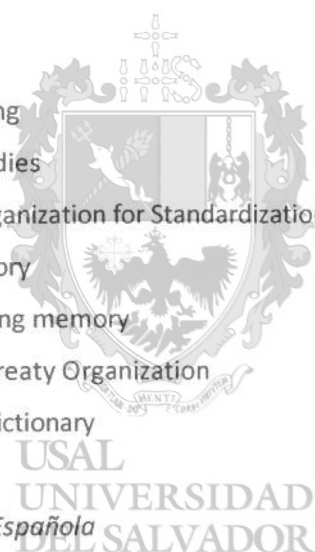 ng
dies
ganization for Standardization
ory
ng memory
reaty Organization
ictionary
USAL
UNIVERSIDAD
Española
DEL SALVADOR